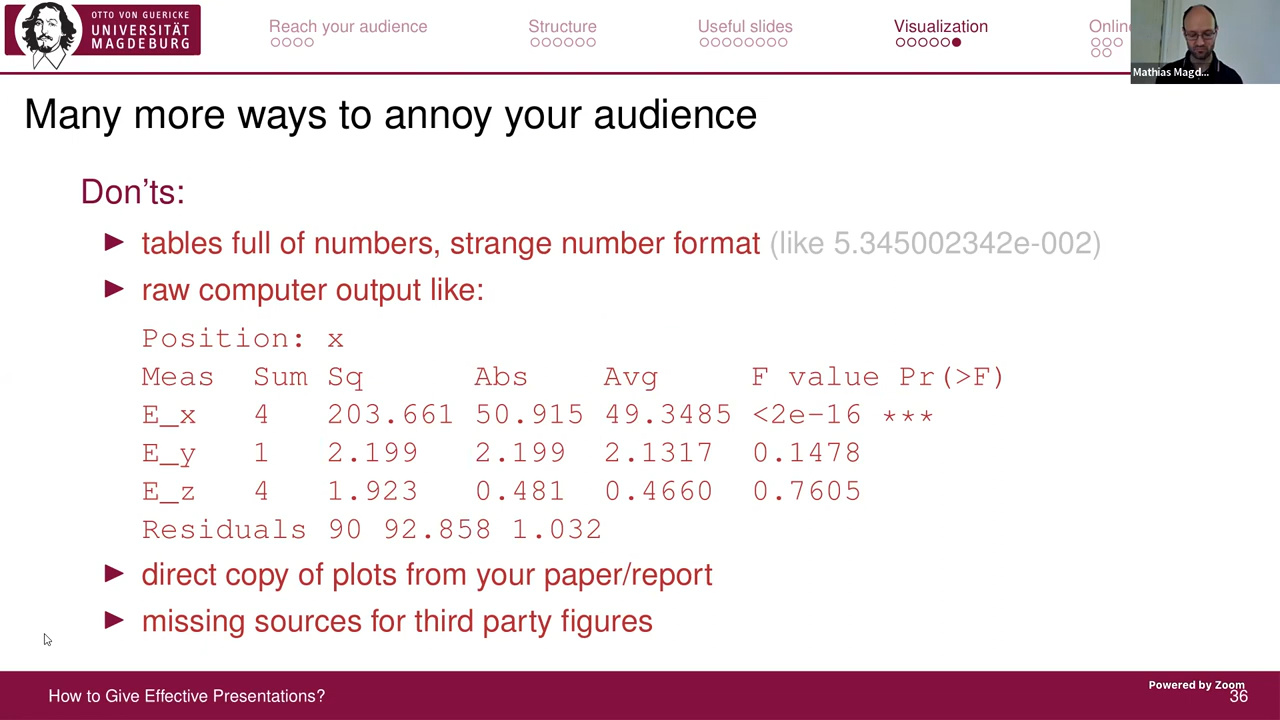 OTTO VON GUERICKE
UNIVERSITÄT
MAGDEBURG
Reach your audience
Structure
Useful slides
Visualization
Online
Mathias Magd...
Many more ways to annoy your audience
Don'ts:
tables full of numbers, strange number format (like 5.345002342e-002)
raw computer output like:
Position: x
Meas Sum Sq Abs Avg F value Pr(>F)
E_x 4 203.661 50.915 49.3485 <2e-16 ***
E_y 1 2.199 2.199 2.1317 0.1478
E_z 4 1.923 0.481 0.4660 0.7605
Residuals 90 92.858 1.032
direct copy of plots from your paper/report
missing sources for third party figures
How to Give Effective Presentations?
Powered by Zoom
36